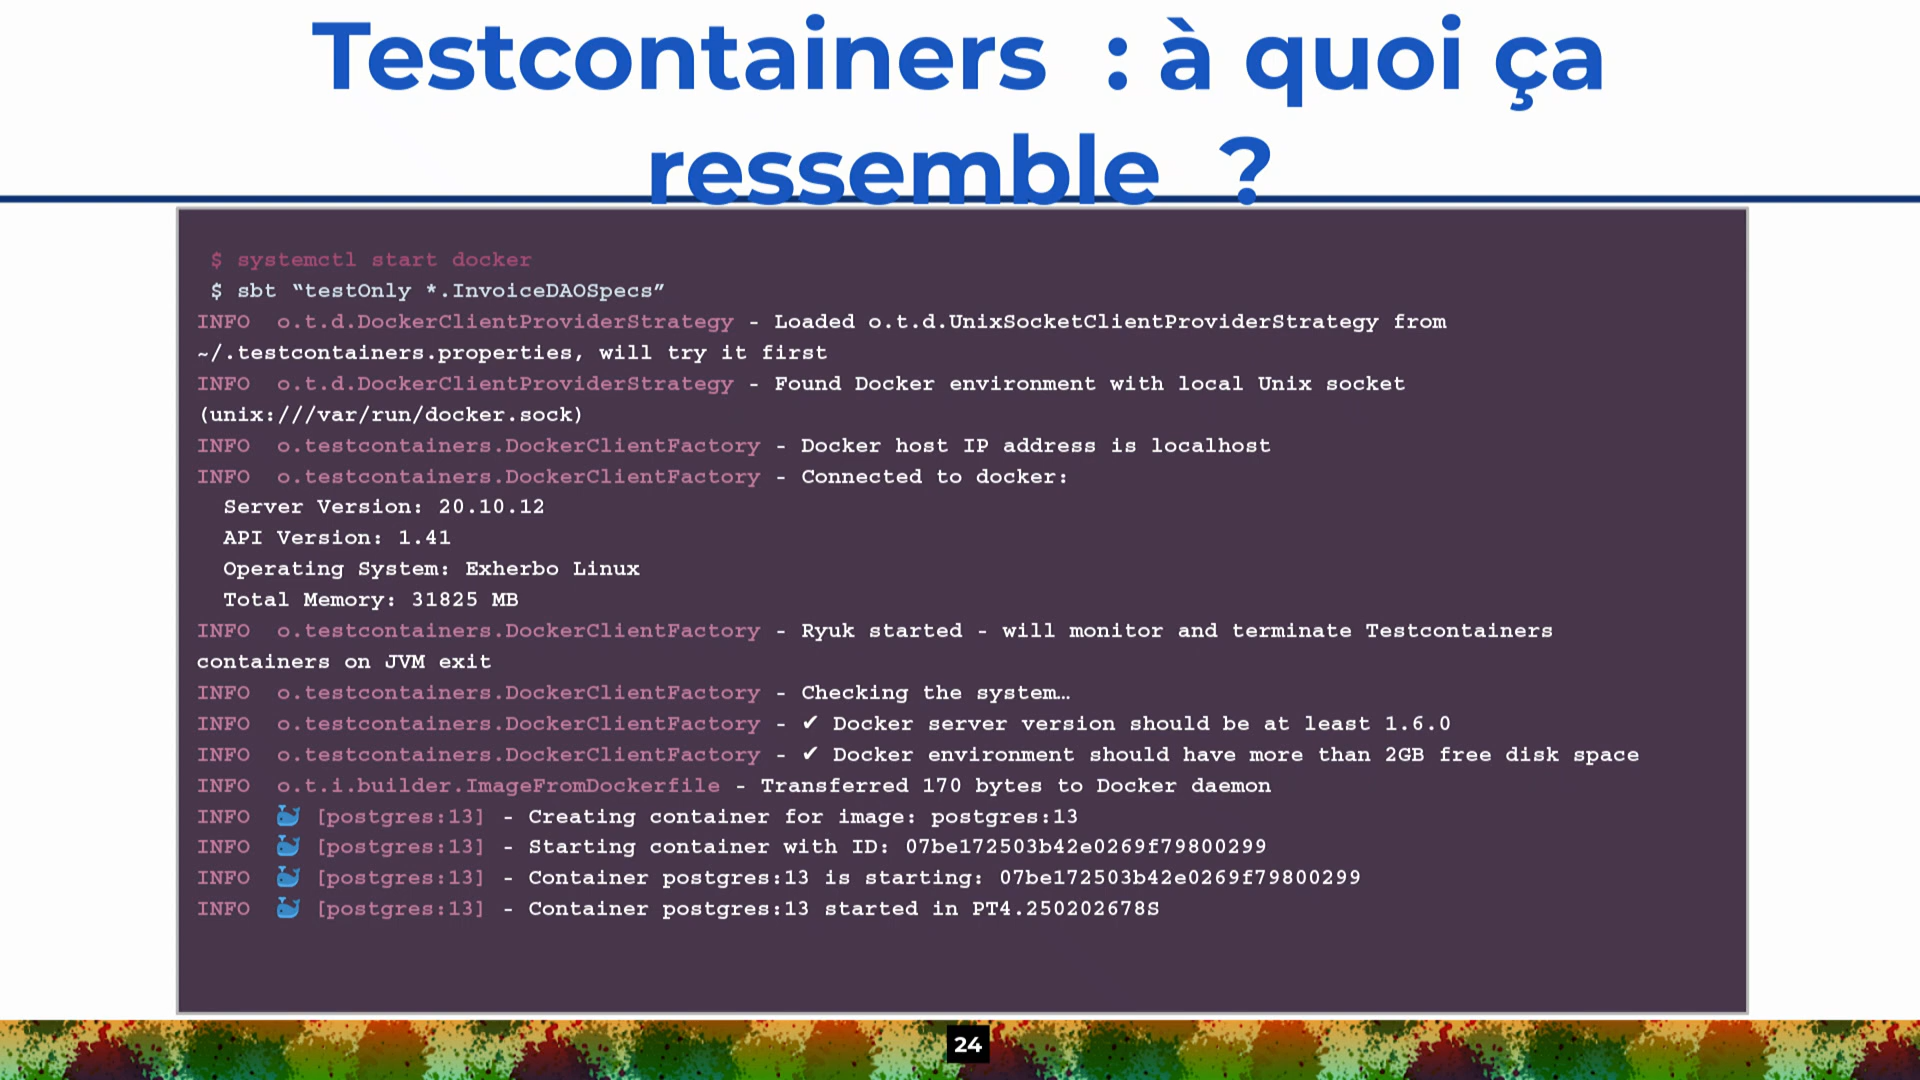 Testcontainers : à quoi ça
ressemble ?
$ systemctl start docker
$ sbt “testOnly *.InvoiceDAOSpecs”
INFO o.t.d.DockerClientProviderStrategy - Loaded o.t.d.UnixSocketClientProviderStrategy from
~/.testcontainers.properties, will try it first
INFO o.t.d.DockerClientProviderStrategy - Found Docker environment with local Unix socket
(unix:///var/run/docker.sock)
INFO o.testcontainers.DockerClientFactory - Docker host IP address is localhost
INFO o.testcontainers.DockerClientFactory - Connected to docker:
Server Version: 20.10.12
API Version: 1.41
Operating System: Exherbo Linux
Total Memory: 31825 MB
INFO o.testcontainers.DockerClientFactory - Ryuk started - will monitor and terminate Testcontainers
containers on JVM exit
INFO o.testcontainers.DockerClientFactory - Checking the system…
INFO o.testcontainers.DockerClientFactory - ✔ Docker server version should be at least 1.6.0
INFO o.testcontainers.DockerClientFactory - ✔ Docker environment should have more than 2GB free disk space
INFO o.t.i.builder.ImageFromDockerfile - Transferred 170 bytes to Docker daemon
INFO 🐳 [postgres:13] - Creating container for image: postgres:13
INFO 🐳 [postgres:13] - Starting container with ID: 07be172503b42e0269f79800299
INFO 🐳 [postgres:13] - Container postgres:13 is starting: 07be172503b42e0269f79800299
INFO 🐳 [postgres:13] - Container postgres:13 started in PT4.250202678S
24